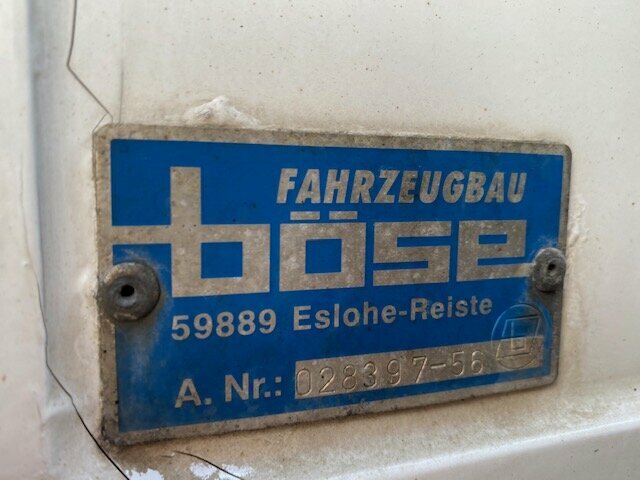 FAHRZEUGBAU
böse
59889 Eslohe-Reiste
A. Nr.: 028397-56